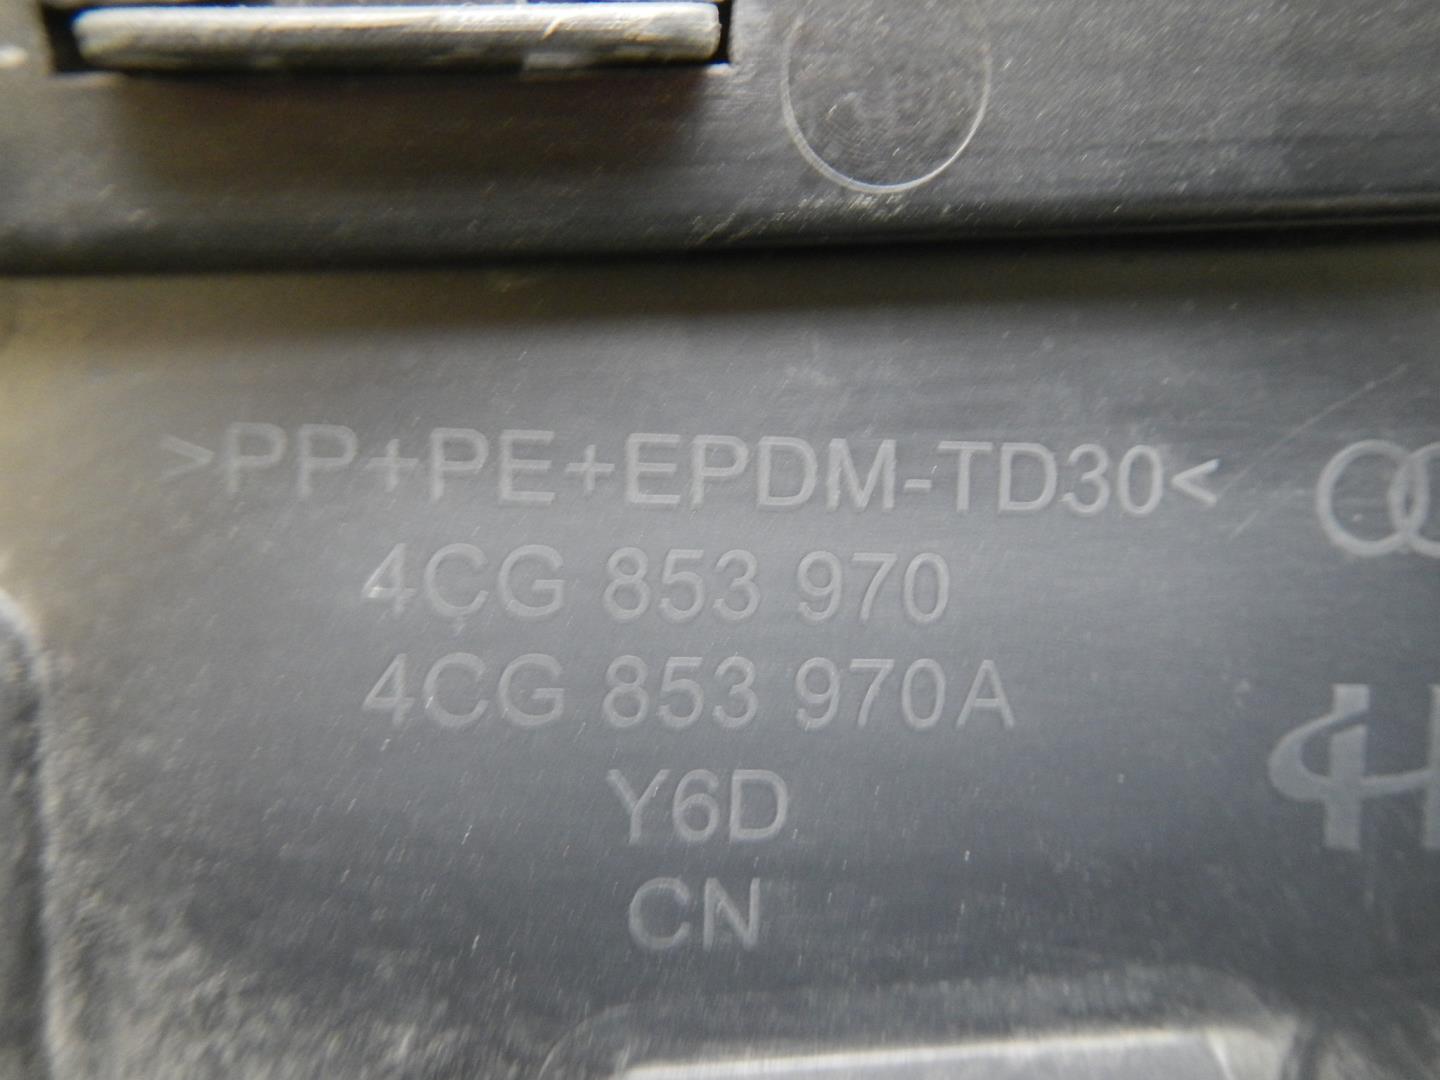 >PP+PE+EPDM-TD30<
4CG 853 970
4CG 853 970A
Y6D
CN